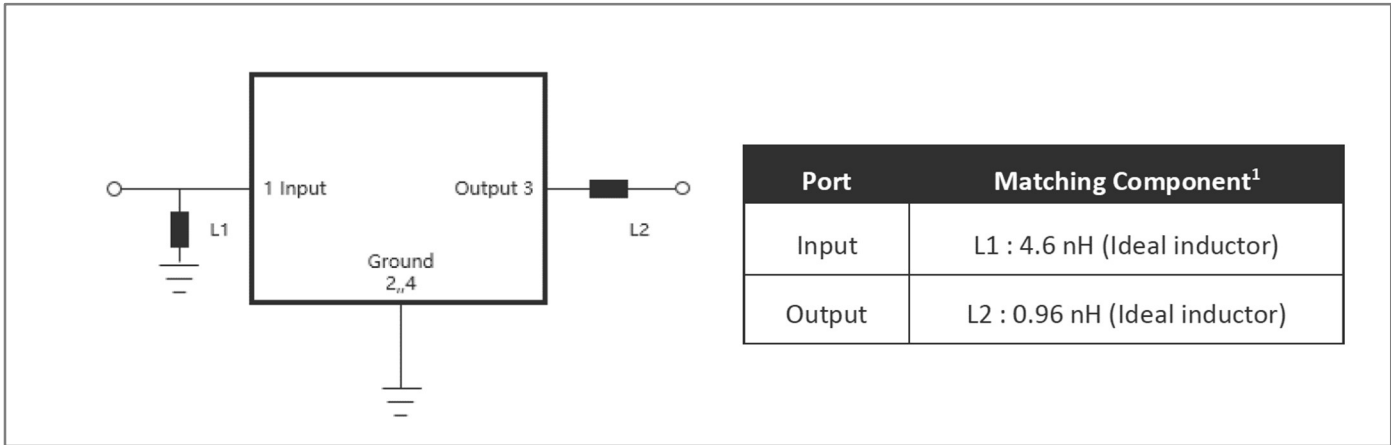 1 Input
Output 3
L1
L2
Ground
2,,4
Port Matching Component¹
Input L1 : 4.6 nH (Ideal inductor)
Output L2 : 0.96 nH (Ideal inductor)